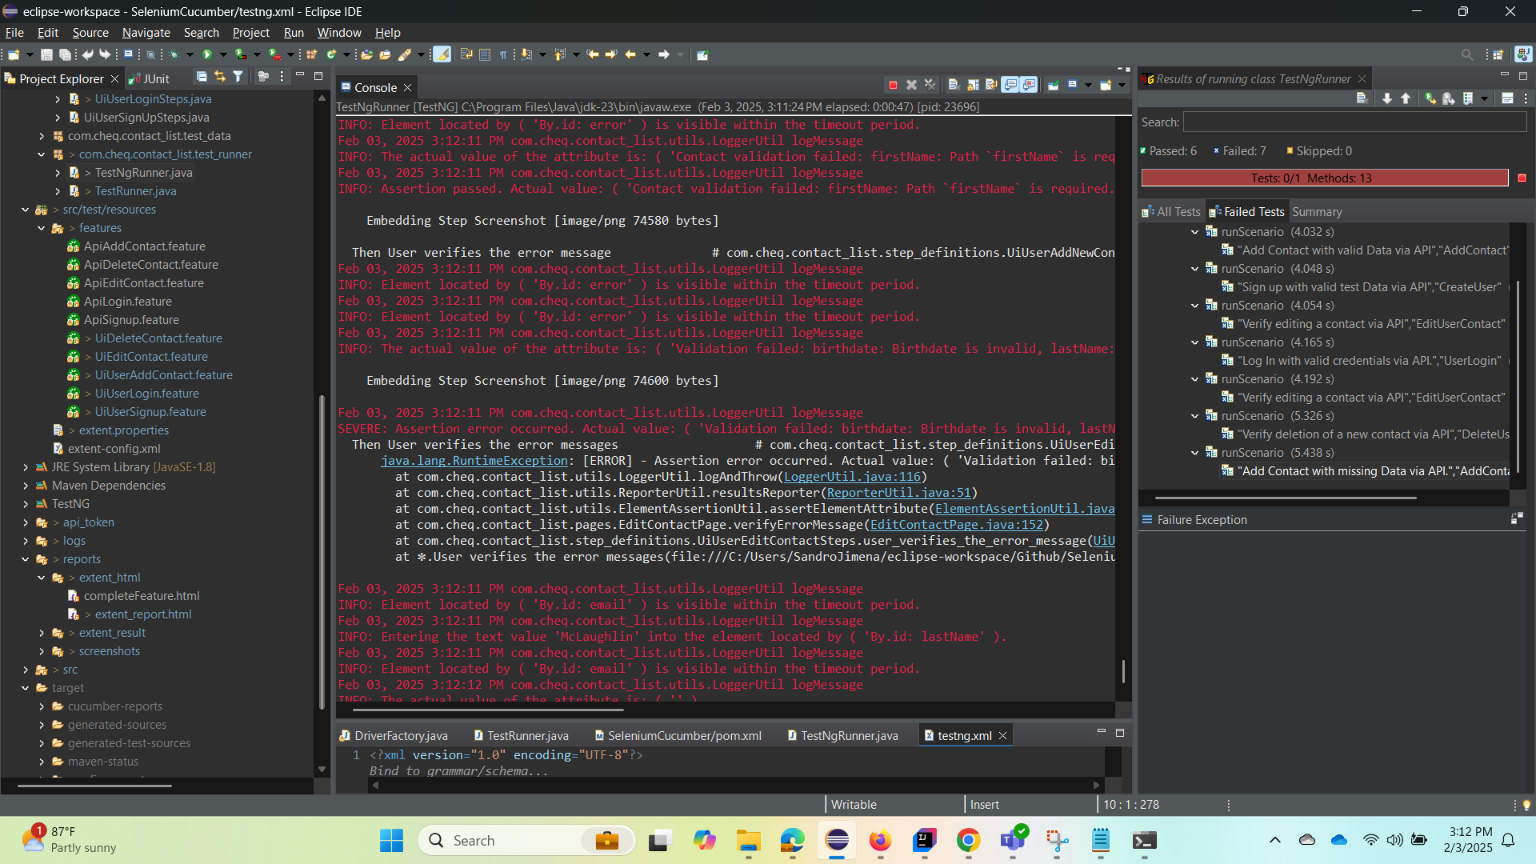 eclipse-workspace - SeleniumCucumber/testng.xml - Eclipse IDE
File Edit Source Navigate Search Project Run Window Help
Project Explorer
JUnit
> UiUserLoginSteps.java
UiUserSignUpSteps.java
com.cheq.contact_list.test_data
> com.cheq.contact_list.test_runner
> TestNgRunner.java
> TestRunner.java
> src/test/resources
> features
ApiAddContact.feature
ApiDeleteContact.feature
ApiEditContact.feature
ApiLogin.feature
ApiSignup.feature
> UiDeleteContact.feature
> UiEditContact.feature
> UiUserAddContact.feature
> UiUserLogin.feature
> UiUserSignup.feature
> extent.properties
extent-config.xml
JRE System Library [JavaSE-1.8]
Maven Dependencies
TestNG
> api_token
> logs
> reports
> extent_html
completeFeature.html
> extent_report.html
> extent_result
> screenshots
> src
target
cucumber-reports
generated-sources
generated-test-sources
maven-status
Console
TestNgRunner [TestNG] C:\Program Files\Java\jdk-23\bin\javaw.exe (Feb 3, 2025, 3:11:24 PM elapsed: 0:00:47) [pid: 23696]
INFO: Element located by ( 'By.id: error' ) is visible within the timeout period.
Feb 03, 2025 3:12:11 PM com.cheq.contact_list.utils.LoggerUtil logMessage
INFO: The actual value of the attribute is: ( 'Contact validation failed: firstName: Path `firstName` is req
Feb 03, 2025 3:12:11 PM com.cheq.contact_list.utils.LoggerUtil logMessage
INFO: Assertion passed. Actual value: ( 'Contact validation failed: firstName: Path `firstName` is required.
Embedding Step Screenshot [image/png 74580 bytes]
Then User verifies the error message # com.cheq.contact_list.step_definitions.UiUserAddNewCon
Feb 03, 2025 3:12:11 PM com.cheq.contact_list.utils.LoggerUtil logMessage
INFO: Element located by ( 'By.id: error' ) is visible within the timeout period.
Feb 03, 2025 3:12:11 PM com.cheq.contact_list.utils.LoggerUtil logMessage
INFO: Element located by ( 'By.id: error' ) is visible within the timeout period.
Feb 03, 2025 3:12:11 PM com.cheq.contact_list.utils.LoggerUtil logMessage
INFO: The actual value of the attribute is: ( 'Validation failed: birthdate: Birthdate is invalid, lastName:
Embedding Step Screenshot [image/png 74600 bytes]
Feb 03, 2025 3:12:11 PM com.cheq.contact_list.utils.LoggerUtil logMessage
SEVERE: Assertion error occurred. Actual value: ( 'Validation failed: birthdate: Birthdate is invalid, lastN
Then User verifies the error messages # com.cheq.contact_list.step_definitions.UiUserEdi
java.lang.RuntimeException: [ERROR] - Assertion error occurred. Actual value: ( 'Validation failed: bi
at com.cheq.contact_list.utils.LoggerUtil.logAndThrow(LoggerUtil.java:116)
at com.cheq.contact_list.utils.ReporterUtil.resultsReporter(ReporterUtil.java:51)
at com.cheq.contact_list.utils.ElementAssertionUtil.assertElementAttribute(ElementAssertionUtil.java
at com.cheq.contact_list.pages.EditContactPage.verifyErrorMessage(EditContactPage.java:152)
at com.cheq.contact_list.step_definitions.UiUserEditContactSteps.user_verifies_the_error_message(UiU
at ✽.User verifies the error messages(file:///C:/Users/SandroJimena/eclipse-workspace/Github/Seleniu
Feb 03, 2025 3:12:11 PM com.cheq.contact_list.utils.LoggerUtil logMessage
INFO: Element located by ( 'By.id: email' ) is visible within the timeout period.
Feb 03, 2025 3:12:11 PM com.cheq.contact_list.utils.LoggerUtil logMessage
INFO: Entering the text value 'McLaughlin' into the element located by ( 'By.id: lastName' ).
Feb 03, 2025 3:12:11 PM com.cheq.contact_list.utils.LoggerUtil logMessage
INFO: Element located by ( 'By.id: email' ) is visible within the timeout period.
Feb 03, 2025 3:12:12 PM com.cheq.contact_list.utils.LoggerUtil logMessage
INFO: The actual value of the attribute is: ( '' )
DriverFactory.java
TestRunner.java
SeleniumCucumber/pom.xml
TestNgRunner.java
testng.xml
1 <?xml version="1.0" encoding="UTF-8"?>
Bind to grammar/schema...
Results of running class TestNgRunner
Search:
Passed: 6 Failed: 7 Skipped: 0
Tests: 0/1 Methods: 13
All Tests Failed Tests Summary
runScenario (4.032 s)
"Add Contact with valid Data via API","AddContact"
runScenario (4.048 s)
"Sign up with valid test Data via API","CreateUser"
runScenario (4.054 s)
"Verify editing a contact via API","EditUserContact"
runScenario (4.165 s)
"Log In with valid credentials via API.","UserLogin"
runScenario (4.192 s)
"Verify editing a contact via API","EditUserContact"
runScenario (5.326 s)
"Verify deletion of a new contact via API","DeleteUs
runScenario (5.438 s)
"Add Contact with missing Data via API.","AddConta
Failure Exception
Writable Insert 10 : 1 : 278
1
87°F
Partly sunny
Search
3:12 PM
2/3/2025